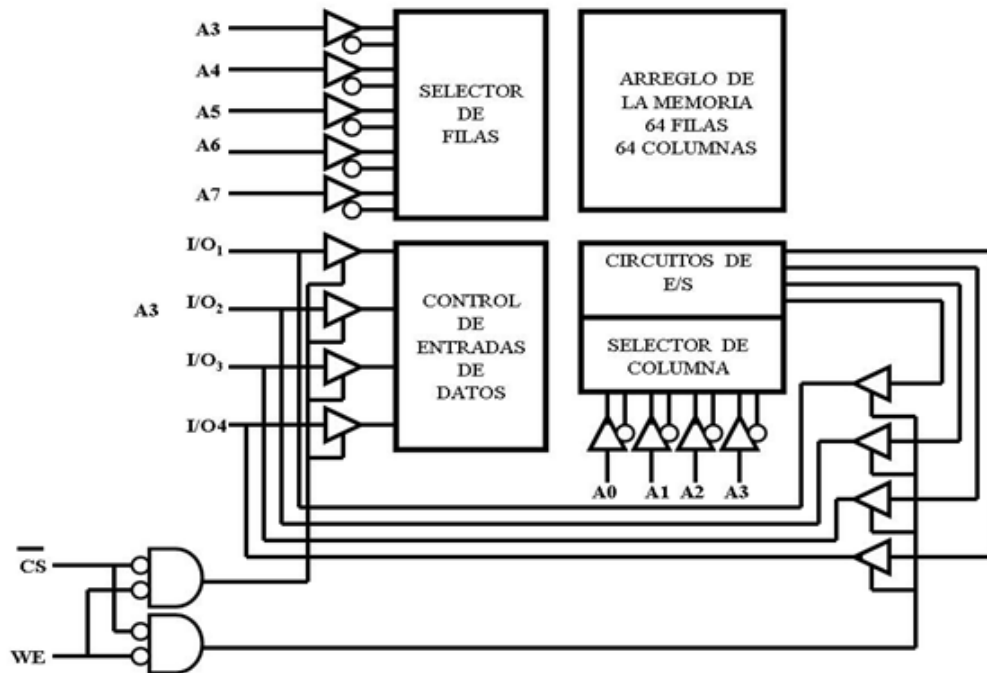 A3
A4
A5
A6
A7
SELECTOR
DE
FILAS
ARREGLO DE
LA MEMORIA
64 FILAS
64 COLUMNAS
I/O₁
A3
I/O₂
I/O₃
I/O4
CONTROL
DE
ENTRADAS
DE
DATOS
CIRCUITOS DE
E/S
SELECTOR DE
COLUMNA
A0
A1
A2
A3
C̅S̅
WE